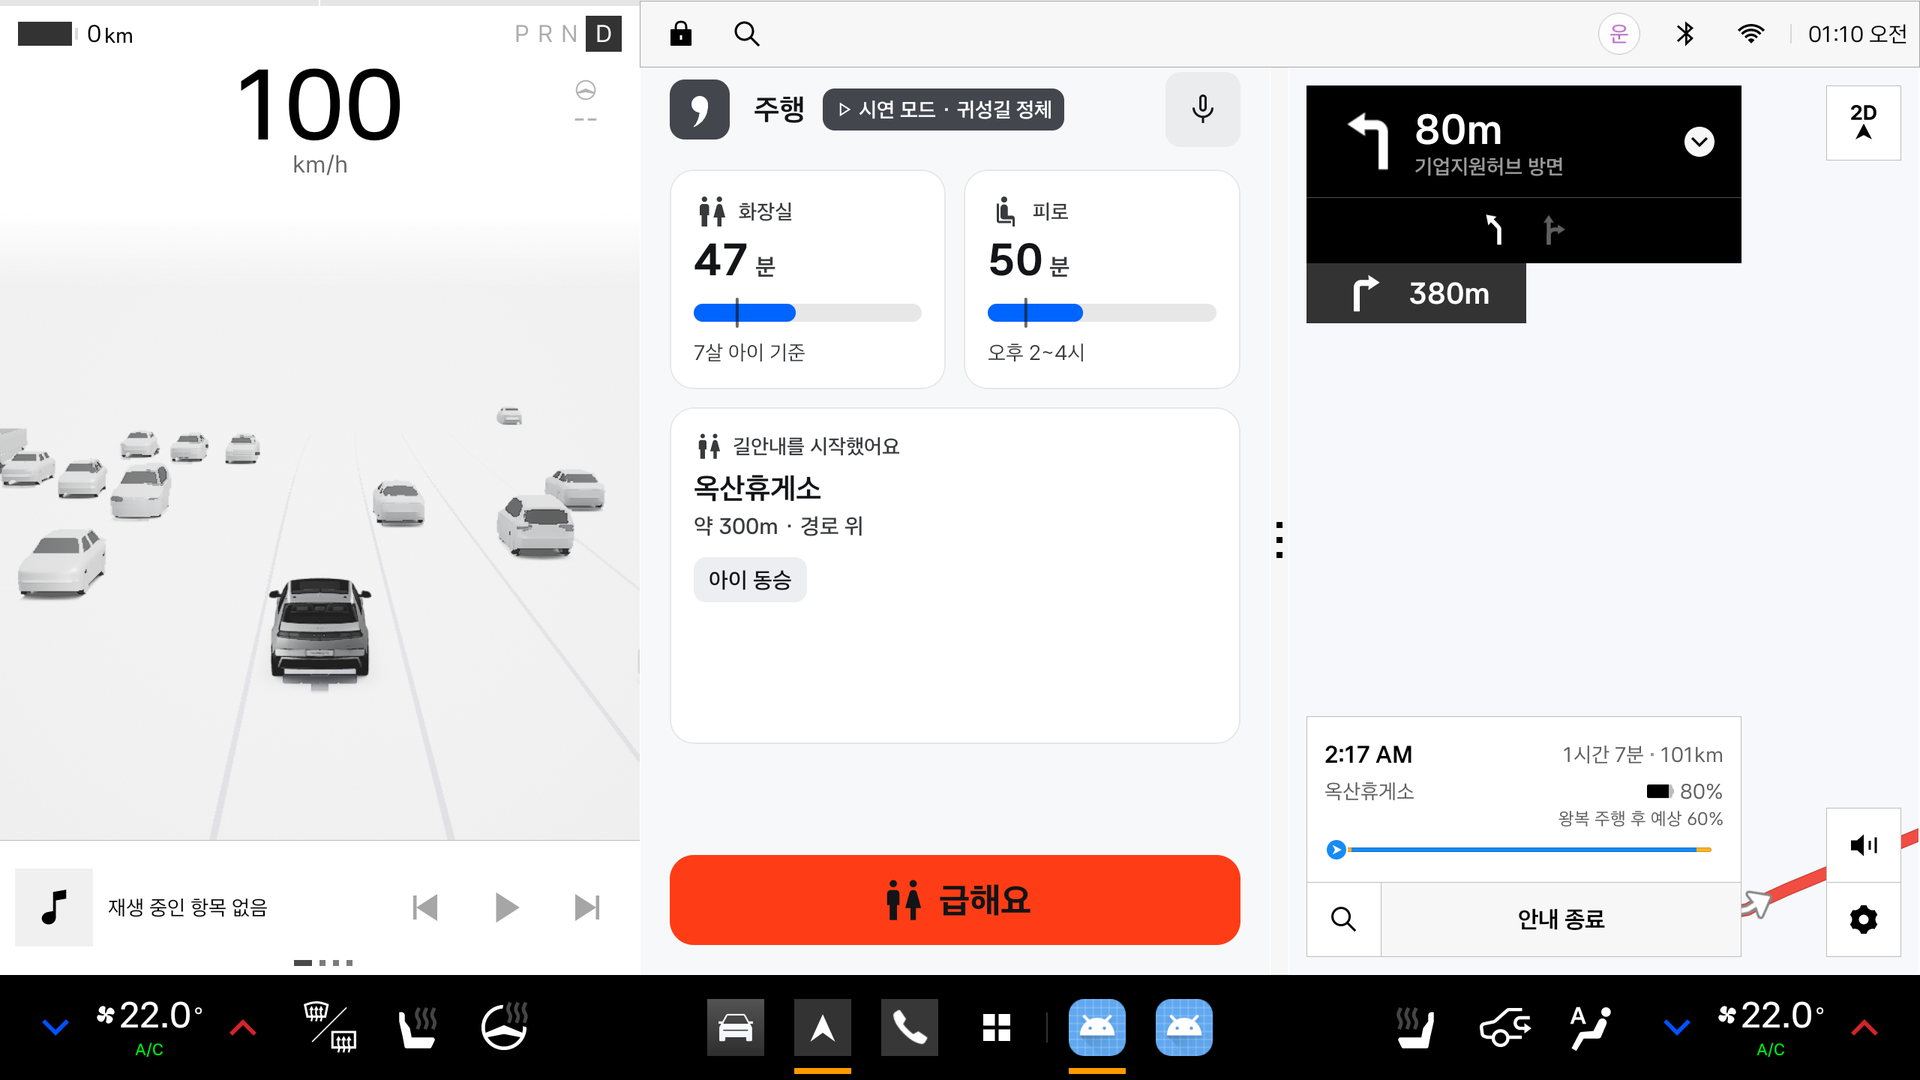 0 km
P R N D
100
km/h
재생 중인 항목 없음
01:10 오전
운
주행
시연 모드 · 귀성길 정체
화장실
47 분
7살 아이 기준
피로
50 분
오후 2~4시
길안내를 시작했어요
옥산휴게소
약 300m · 경로 위
아이 동승
급해요
80m
기업지원허브 방면
380m
2D
2:17 AM
1시간 7분 · 101km
옥산휴게소
80%
왕복 주행 후 예상 60%
안내 종료
22.0°
A/C
A
22.0°
A/C